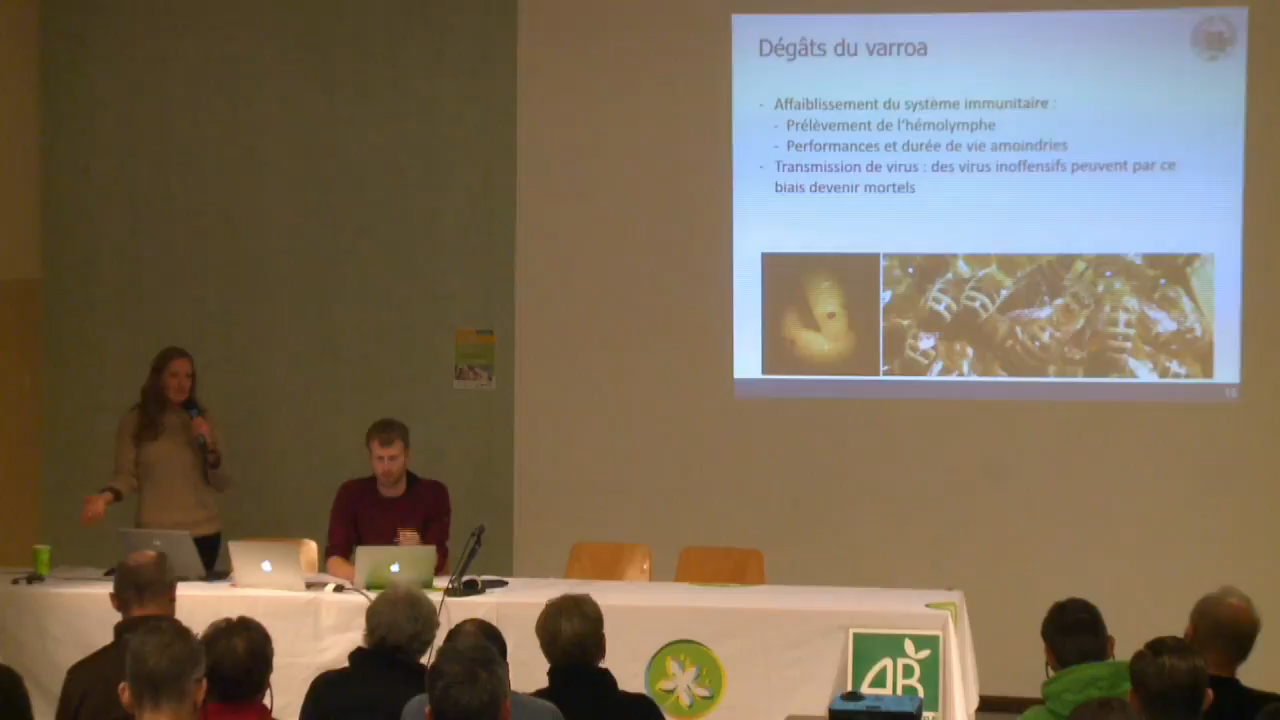 Dégâts du varroa
- Affaiblissement du système immunitaire :
- Prélèvement de l'hémolymphe
- Performances et durée de vie amoindries
- Transmission de virus : des virus inoffensifs peuvent par ce
biais devenir mortels
16
AB